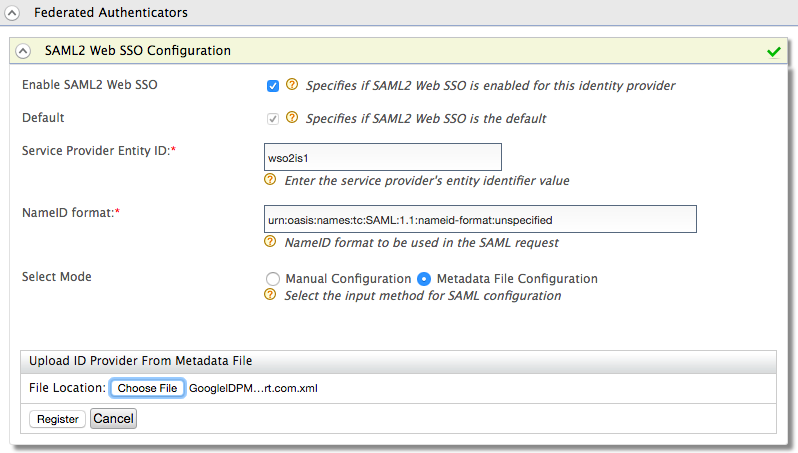 Federated Authenticators
SAML2 Web SSO Configuration
Enable SAML2 Web SSO ? Specifies if SAML2 Web SSO is enabled for this identity provider
Default ? Specifies if SAML2 Web SSO is the default
Service Provider Entity ID:* wso2is1
? Enter the service provider's entity identifier value
NameID format:* urn:oasis:names:tc:SAML:1.1:nameid-format:unspecified
? NameID format to be used in the SAML request
Select Mode Manual Configuration Metadata File Configuration
? Select the input method for SAML configuration
Upload ID Provider From Metadata File
File Location: Choose File GoogleIDPM...rt.com.xml
Register Cancel